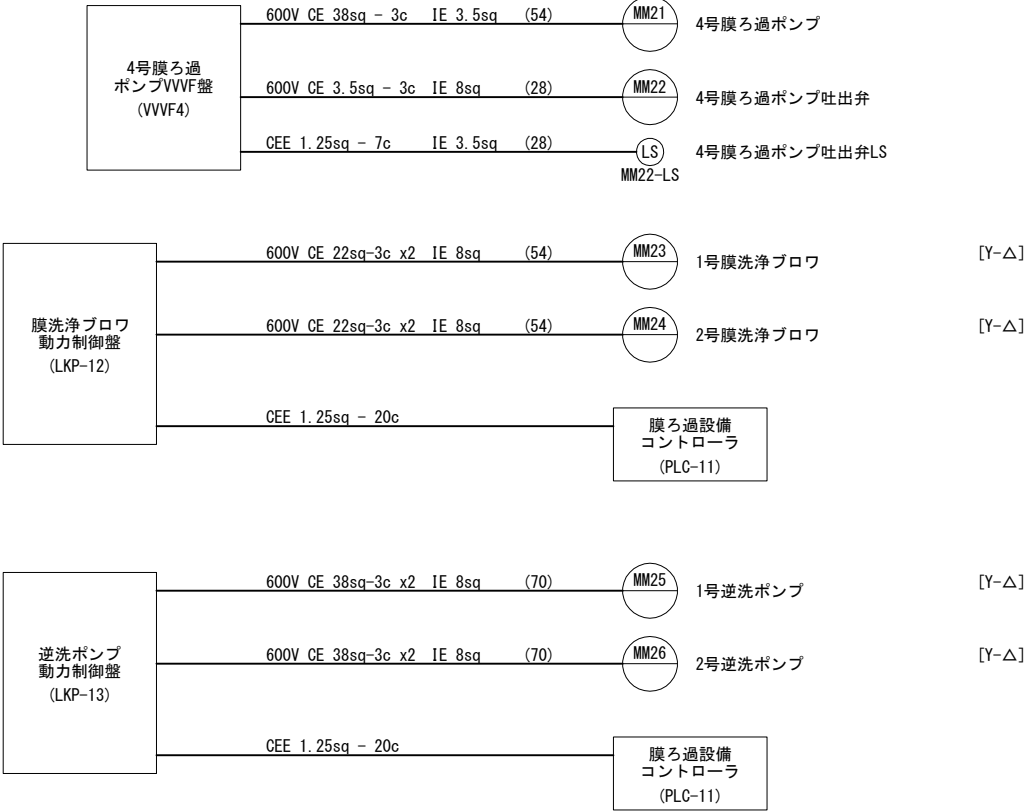 600V CE 38sq - 3c IE 3.5sq (54)
MM21
4号膜ろ過ポンプ
4号膜ろ過
ポンプVVVF盤
(VVVF4)
600V CE 3.5sq - 3c IE 8sq (28)
MM22
4号膜ろ過ポンプ吐出弁
CEE 1.25sq - 7c IE 3.5sq (28)
LS
4号膜ろ過ポンプ吐出弁LS
MM22-LS
600V CE 22sq-3c x2 IE 8sq (54)
MM23
1号膜洗浄ブロワ
[Y-△]
膜洗浄ブロワ
動力制御盤
(LKP-12)
600V CE 22sq-3c x2 IE 8sq (54)
MM24
2号膜洗浄ブロワ
[Y-△]
CEE 1.25sq - 20c
膜ろ過設備
コントローラ
(PLC-11)
600V CE 38sq-3c x2 IE 8sq (70)
MM25
1号逆洗ポンプ
[Y-△]
逆洗ポンプ
動力制御盤
(LKP-13)
600V CE 38sq-3c x2 IE 8sq (70)
MM26
2号逆洗ポンプ
[Y-△]
CEE 1.25sq - 20c
膜ろ過設備
コントローラ
(PLC-11)